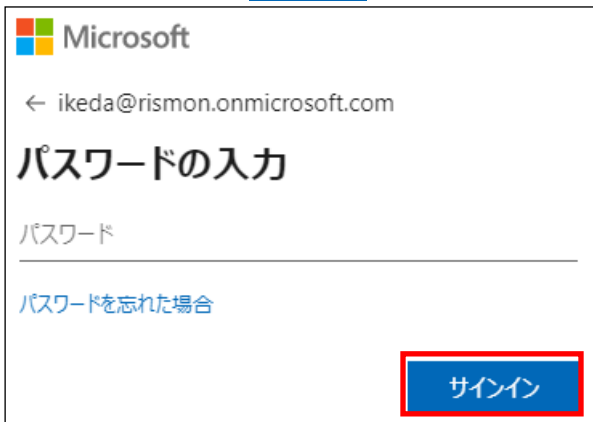 Microsoft
← ikeda@rismon.onmicrosoft.com
パスワードの入力
パスワード
パスワードを忘れた場合
サインイン